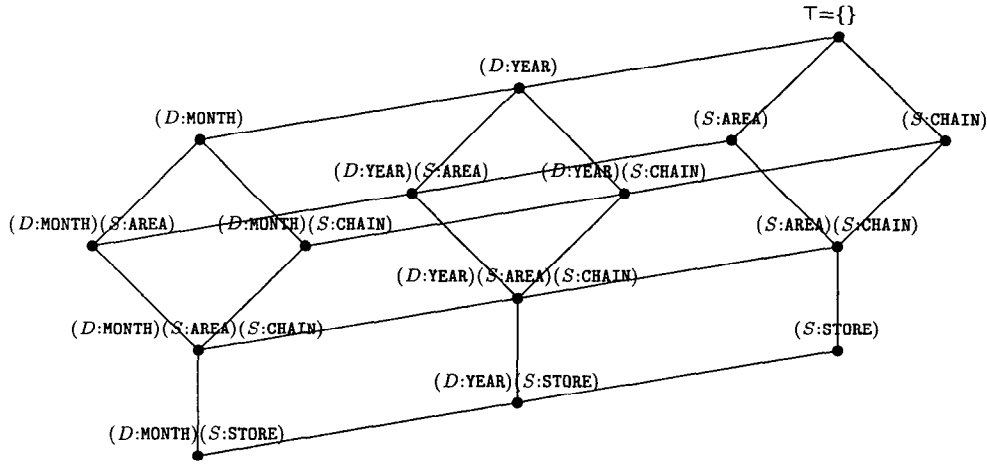 ⊤={}
(D:YEAR)
(D:MONTH)
(S:AREA)
(S:CHAIN)
(D:YEAR)(S:AREA)
(D:YEAR)(S:CHAIN)
(D:MONTH)(S:AREA)
(D:MONTH)(S:CHAIN)
(S:AREA)(S:CHAIN)
(D:YEAR)(S:AREA)(S:CHAIN)
(D:MONTH)(S:AREA)(S:CHAIN)
(S:STORE)
(D:YEAR)(S:STORE)
(D:MONTH)(S:STORE)